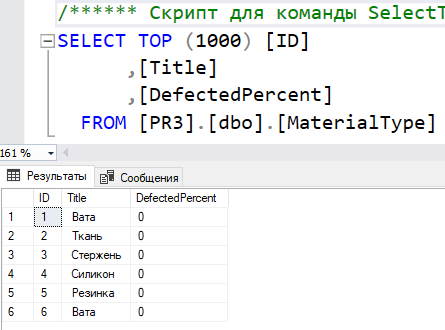 /****** Скрипт для команды SelectT
SELECT TOP (1000) [ID]
,[Title]
,[DefectedPercent]
FROM [PR3].[dbo].[MaterialType]
161 %
Результаты Сообщения
ID Title DefectedPercent
1 1 Вата 0
2 2 Ткань 0
3 3 Стержень 0
4 4 Силикон 0
5 5 Резинка 0
6 6 Вата 0